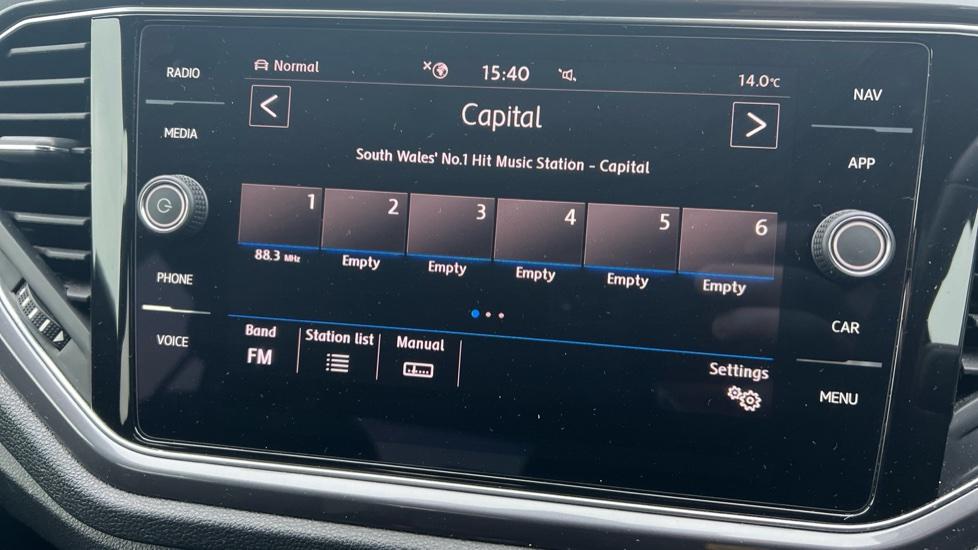 RADIO
MEDIA
PHONE
VOICE
Normal
15:40
14.0°C
Capital
South Wales' No.1 Hit Music Station - Capital
1 2 3 4 5 6
88.3 MHz Empty Empty Empty Empty Empty
Band Station list Manual
FM
Settings
NAV
APP
CAR
MENU